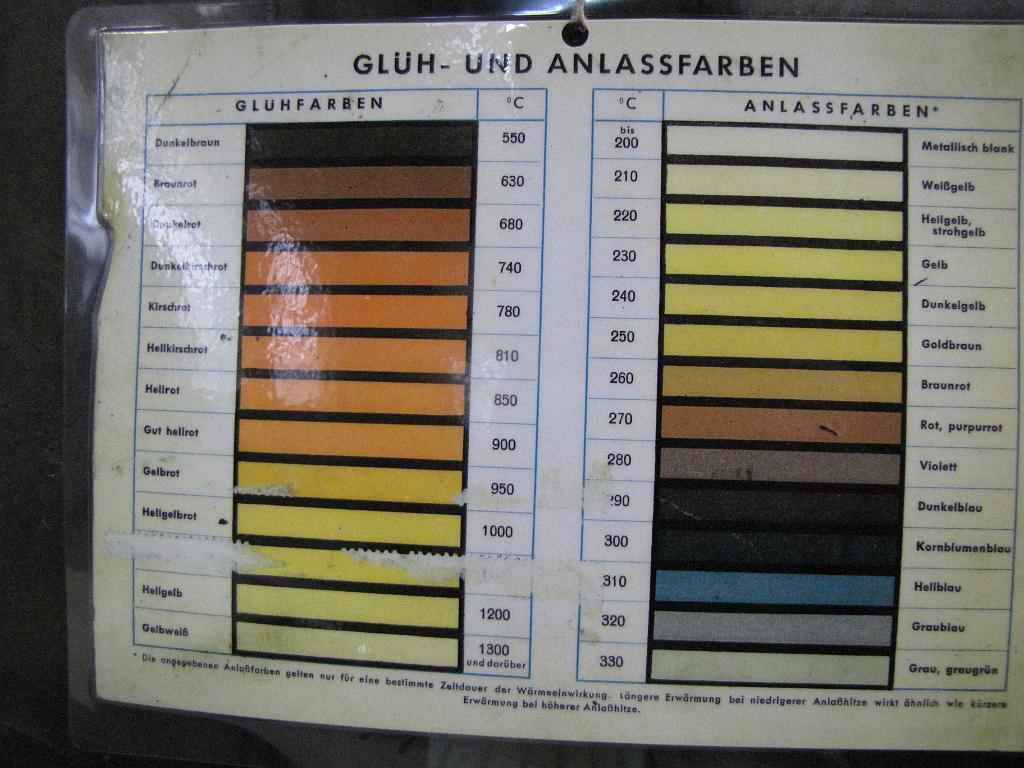 GLÜH- UND ANLASSFARBEN
GLÜHFARBEN °C
Dunkelbraun 550
Braunrot 630
Dunkelrot 680
Dunkelkirschrot 740
Kirschrot 780
Hellkirschrot 810
Hellrot 850
Gut hellrot 900
Gelbrot 950
Hellgelbrot 1000
Hellgelb 1200
Gelbweiß 1300
und darüber
°C ANLASSFARBEN*
bis
200 Metallisch blank
210 Weißgelb
220 Hellgelb,
strohgelb
230 Gelb
240 Dunkelgelb
250 Goldbraun
260 Braunrot
270 Rot, purpurrot
280 Violett
290 Dunkelblau
300 Kornblumenblau
310 Hellblau
320 Graublau
330 Grau, graugrün
* Die angegebenen Anlaßfarben gelten nur für eine bestimmte Zeitdauer der Wärmeeinwirkung. Längere Erwärmung bei niedrigerer Anlaßhitze wirkt ähnlich wie kürzere
Erwärmung bei höherer Anlaßhitze.